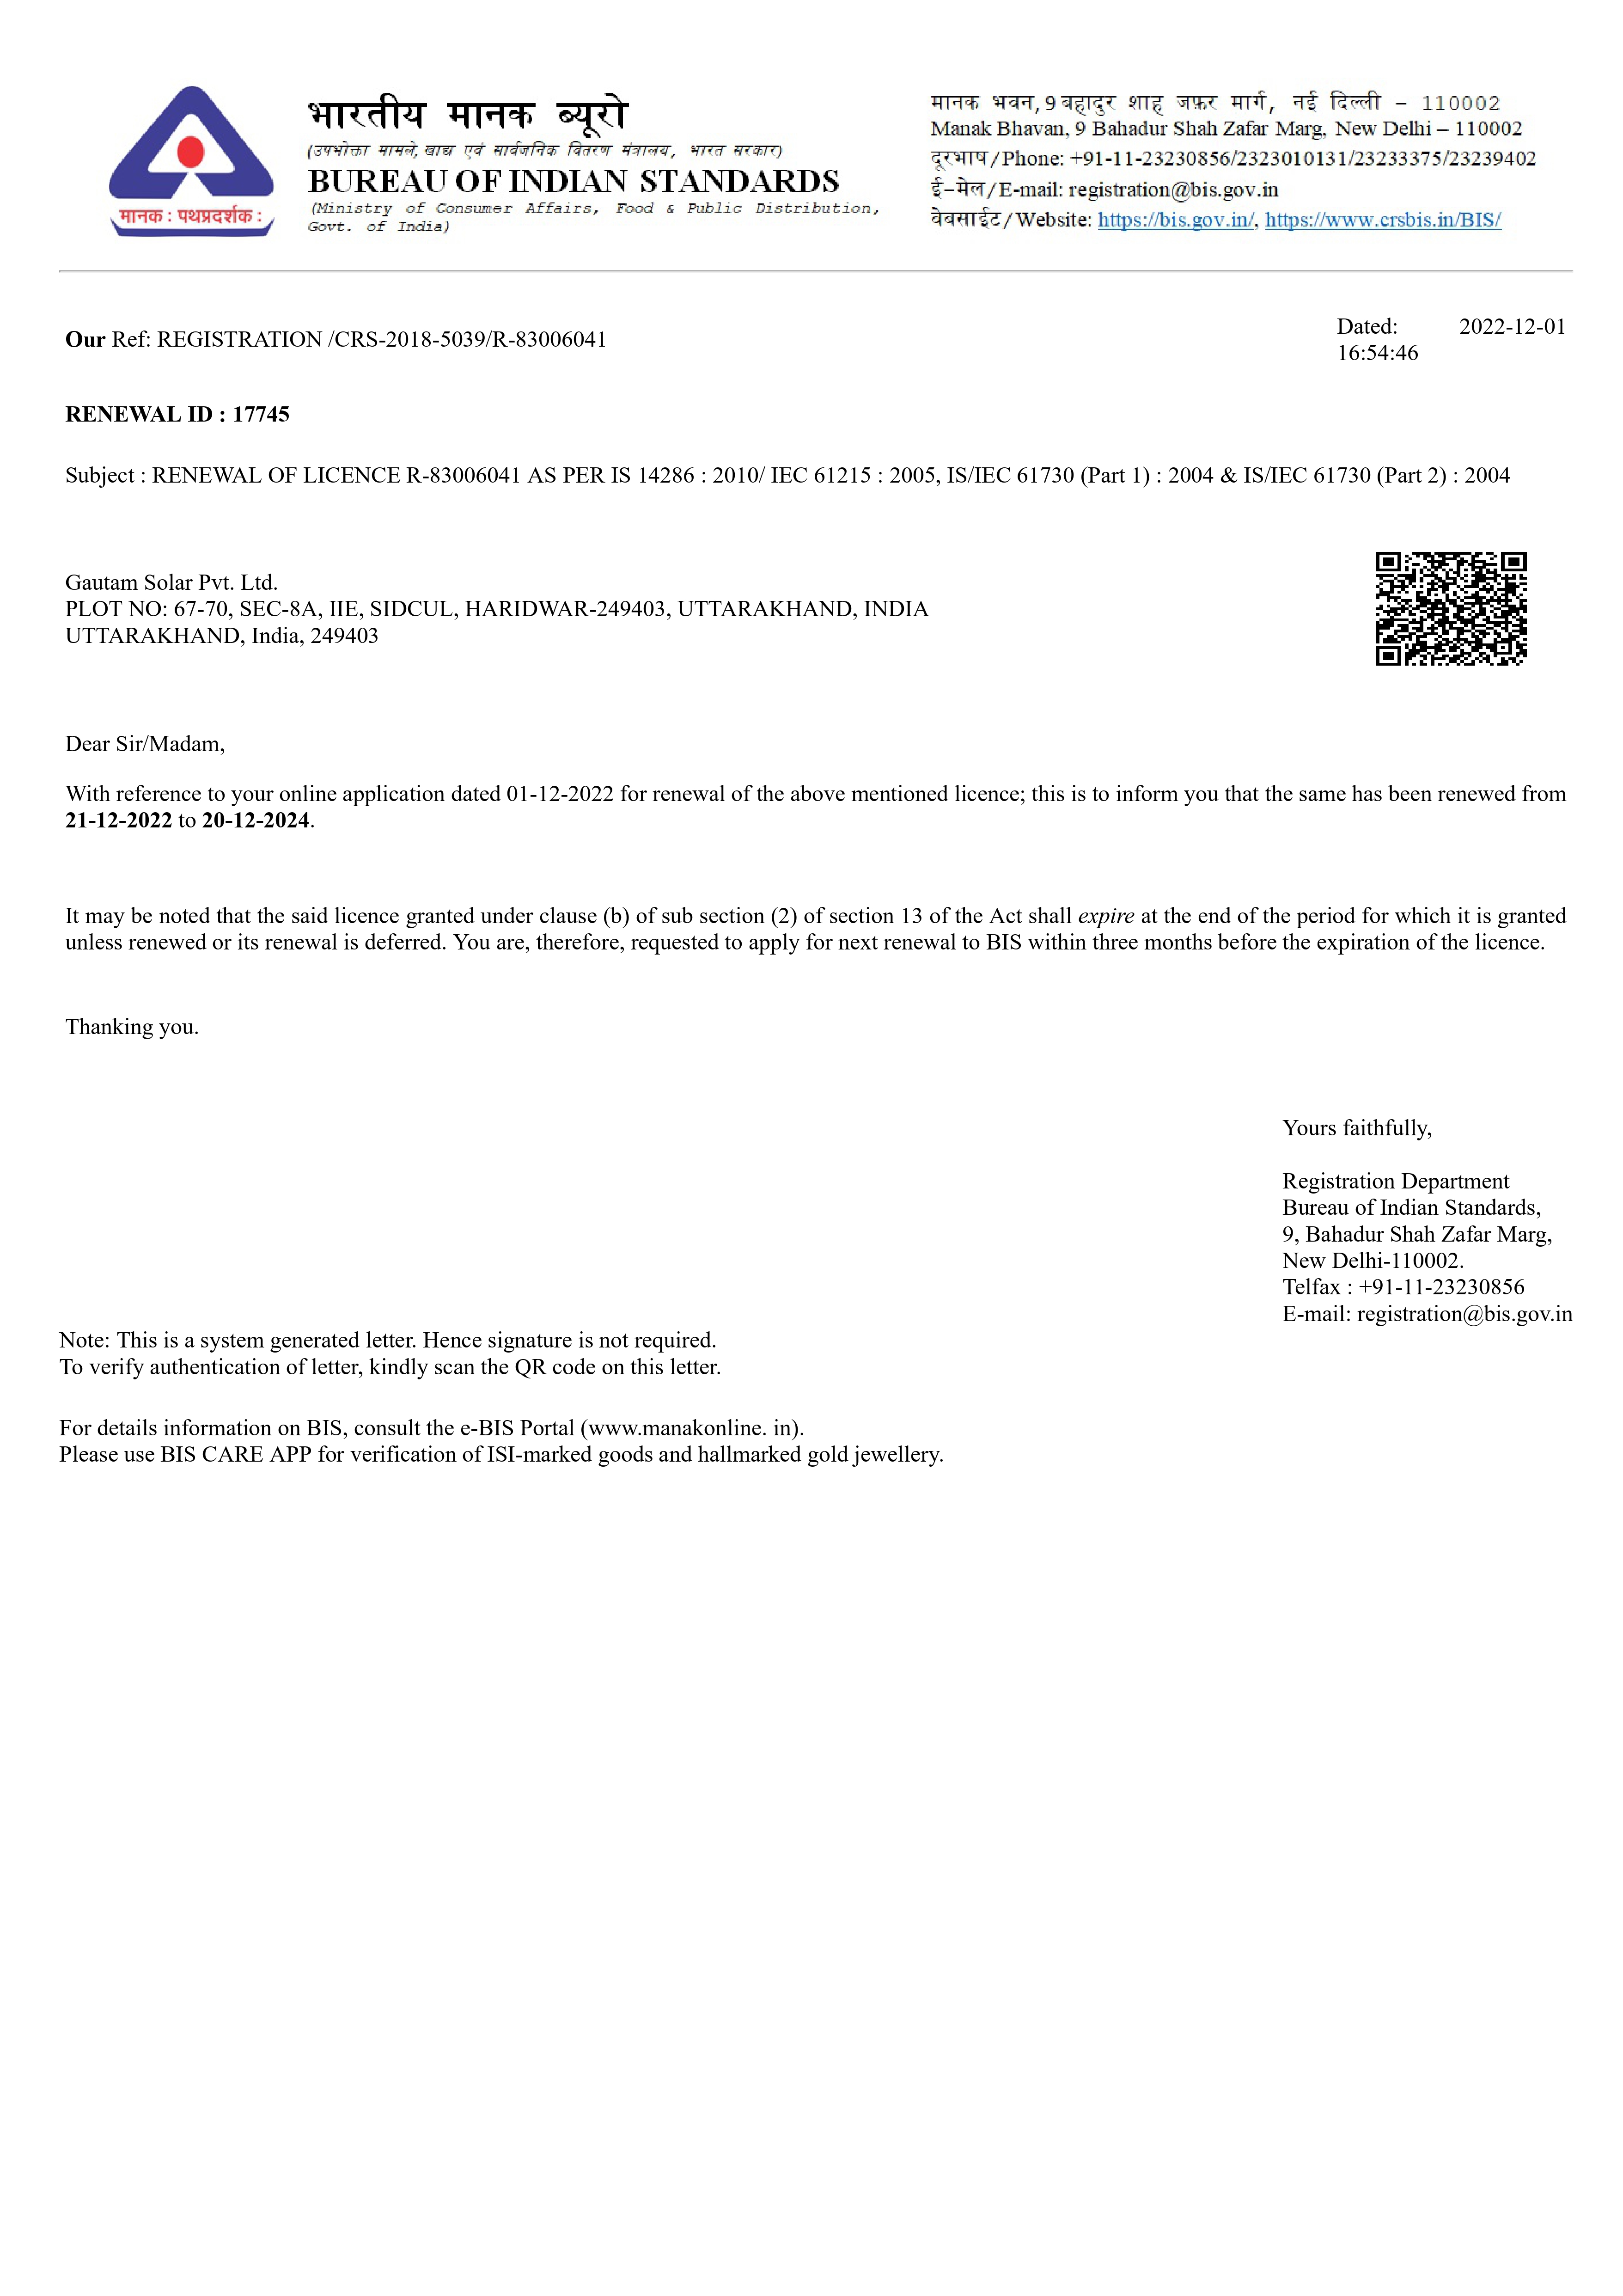 मानक : पथप्रदर्शक :
भारतीय मानक ब्यूरो
(उपभोक्ता मामले, खाद्य एवं सार्वजनिक वितरण मंत्रालय, भारत सरकार)
BUREAU OF INDIAN STANDARDS
(Ministry of Consumer Affairs, Food & Public Distribution,
Govt. of India)
मानक भवन, 9 बहादुर शाह जफ़र मार्ग, नई दिल्ली – 110002
Manak Bhavan, 9 Bahadur Shah Zafar Marg, New Delhi – 110002
दूरभाष/Phone: +91-11-23230856/2323010131/23233375/23239402
ई-मेल/E-mail: registration@bis.gov.in
वेबसाईट/Website: https://bis.gov.in/, https://www.crsbis.in/BIS/
Our Ref: REGISTRATION /CRS-2018-5039/R-83006041
Dated: 2022-12-01
16:54:46
RENEWAL ID : 17745
Subject : RENEWAL OF LICENCE R-83006041 AS PER IS 14286 : 2010/ IEC 61215 : 2005, IS/IEC 61730 (Part 1) : 2004 & IS/IEC 61730 (Part 2) : 2004
Gautam Solar Pvt. Ltd.
PLOT NO: 67-70, SEC-8A, IIE, SIDCUL, HARIDWAR-249403, UTTARAKHAND, INDIA
UTTARAKHAND, India, 249403
Dear Sir/Madam,
With reference to your online application dated 01-12-2022 for renewal of the above mentioned licence; this is to inform you that the same has been renewed from
21-12-2022 to 20-12-2024.
It may be noted that the said licence granted under clause (b) of sub section (2) of section 13 of the Act shall expire at the end of the period for which it is granted
unless renewed or its renewal is deferred. You are, therefore, requested to apply for next renewal to BIS within three months before the expiration of the licence.
Thanking you.
Yours faithfully,
Registration Department
Bureau of Indian Standards,
9, Bahadur Shah Zafar Marg,
New Delhi-110002.
Telfax : +91-11-23230856
E-mail: registration@bis.gov.in
Note: This is a system generated letter. Hence signature is not required.
To verify authentication of letter, kindly scan the QR code on this letter.
For details information on BIS, consult the e-BIS Portal (www.manakonline. in).
Please use BIS CARE APP for verification of ISI-marked goods and hallmarked gold jewellery.